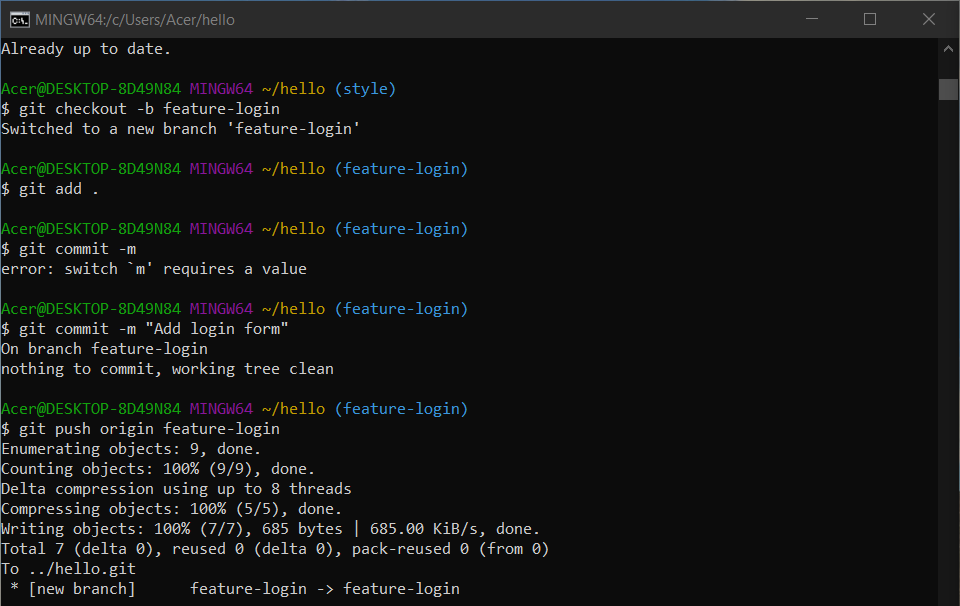 MINGW64:/c/Users/Acer/hello
Already up to date.
Acer@DESKTOP-8D49N84 MINGW64 ~/hello (style)
$ git checkout -b feature-login
Switched to a new branch 'feature-login'
Acer@DESKTOP-8D49N84 MINGW64 ~/hello (feature-login)
$ git add .
Acer@DESKTOP-8D49N84 MINGW64 ~/hello (feature-login)
$ git commit -m
error: switch `m' requires a value
Acer@DESKTOP-8D49N84 MINGW64 ~/hello (feature-login)
$ git commit -m "Add login form"
On branch feature-login
nothing to commit, working tree clean
Acer@DESKTOP-8D49N84 MINGW64 ~/hello (feature-login)
$ git push origin feature-login
Enumerating objects: 9, done.
Counting objects: 100% (9/9), done.
Delta compression using up to 8 threads
Compressing objects: 100% (5/5), done.
Writing objects: 100% (7/7), 685 bytes | 685.00 KiB/s, done.
Total 7 (delta 0), reused 0 (delta 0), pack-reused 0 (from 0)
To ../hello.git
 * [new branch]      feature-login -> feature-login